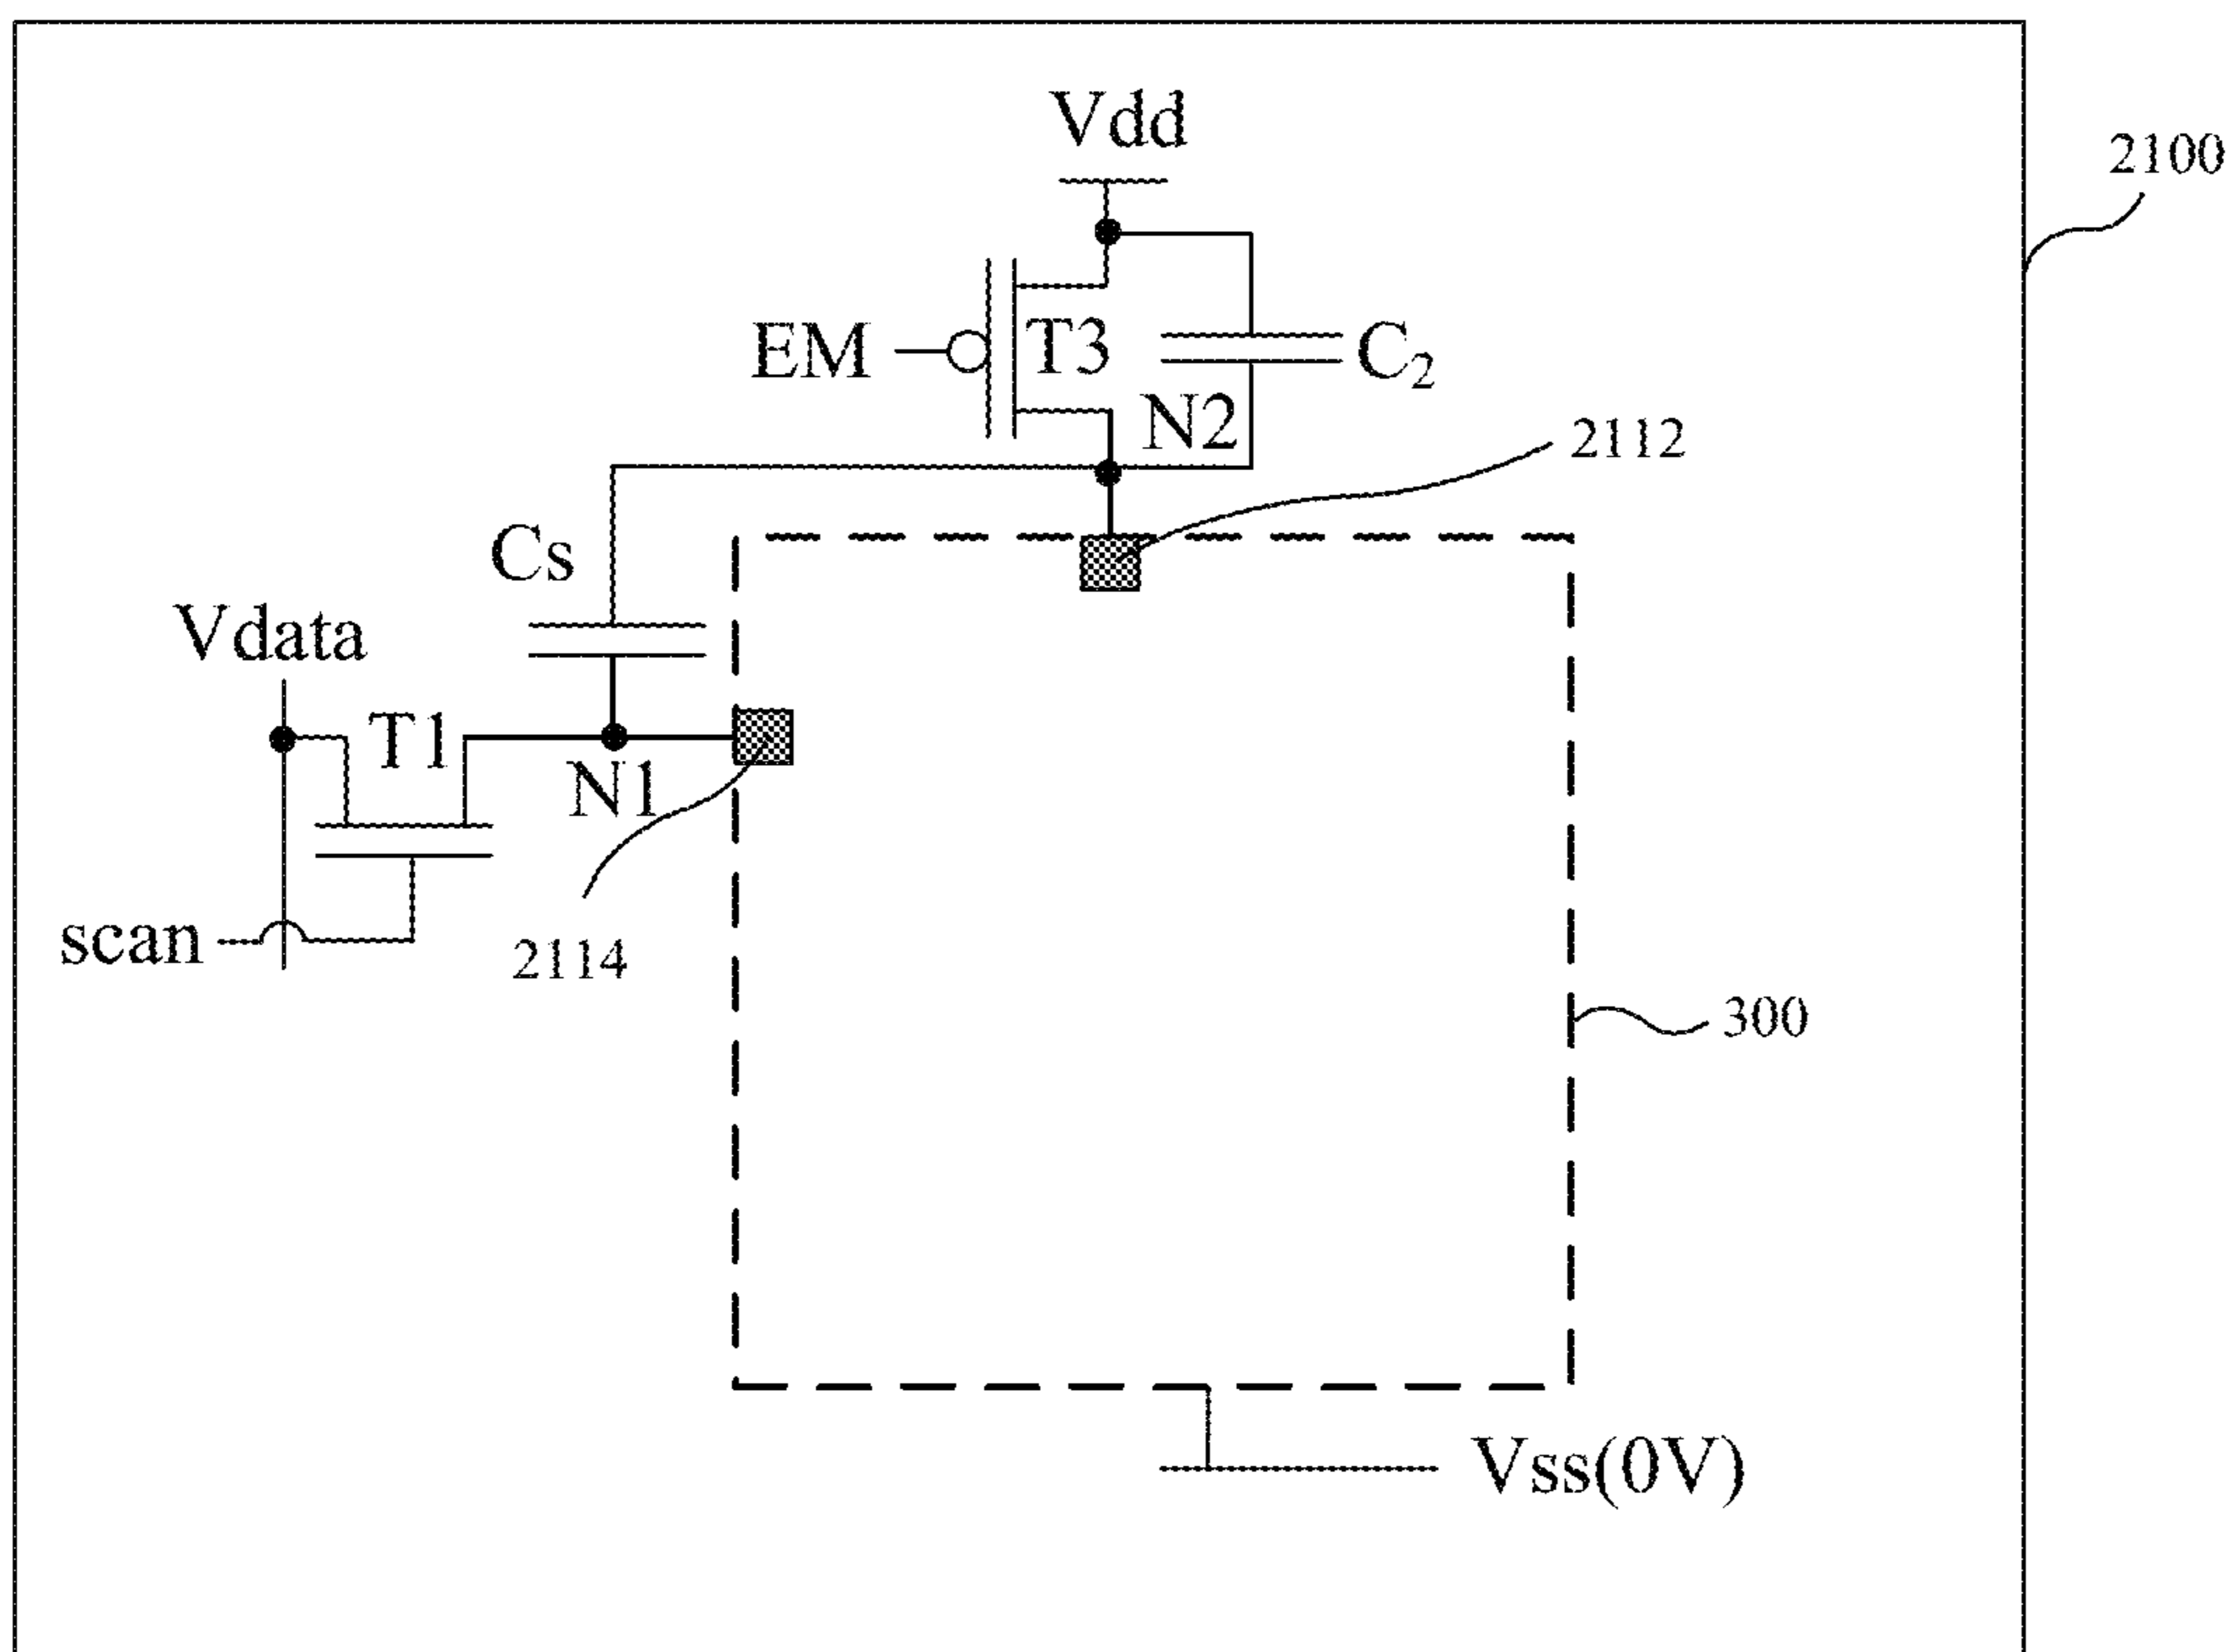 Vdd
2100
EM
T3
C₂
N2
2112
Cs
Vdata
T1
N1
scan
2114
300
Vss(0V)